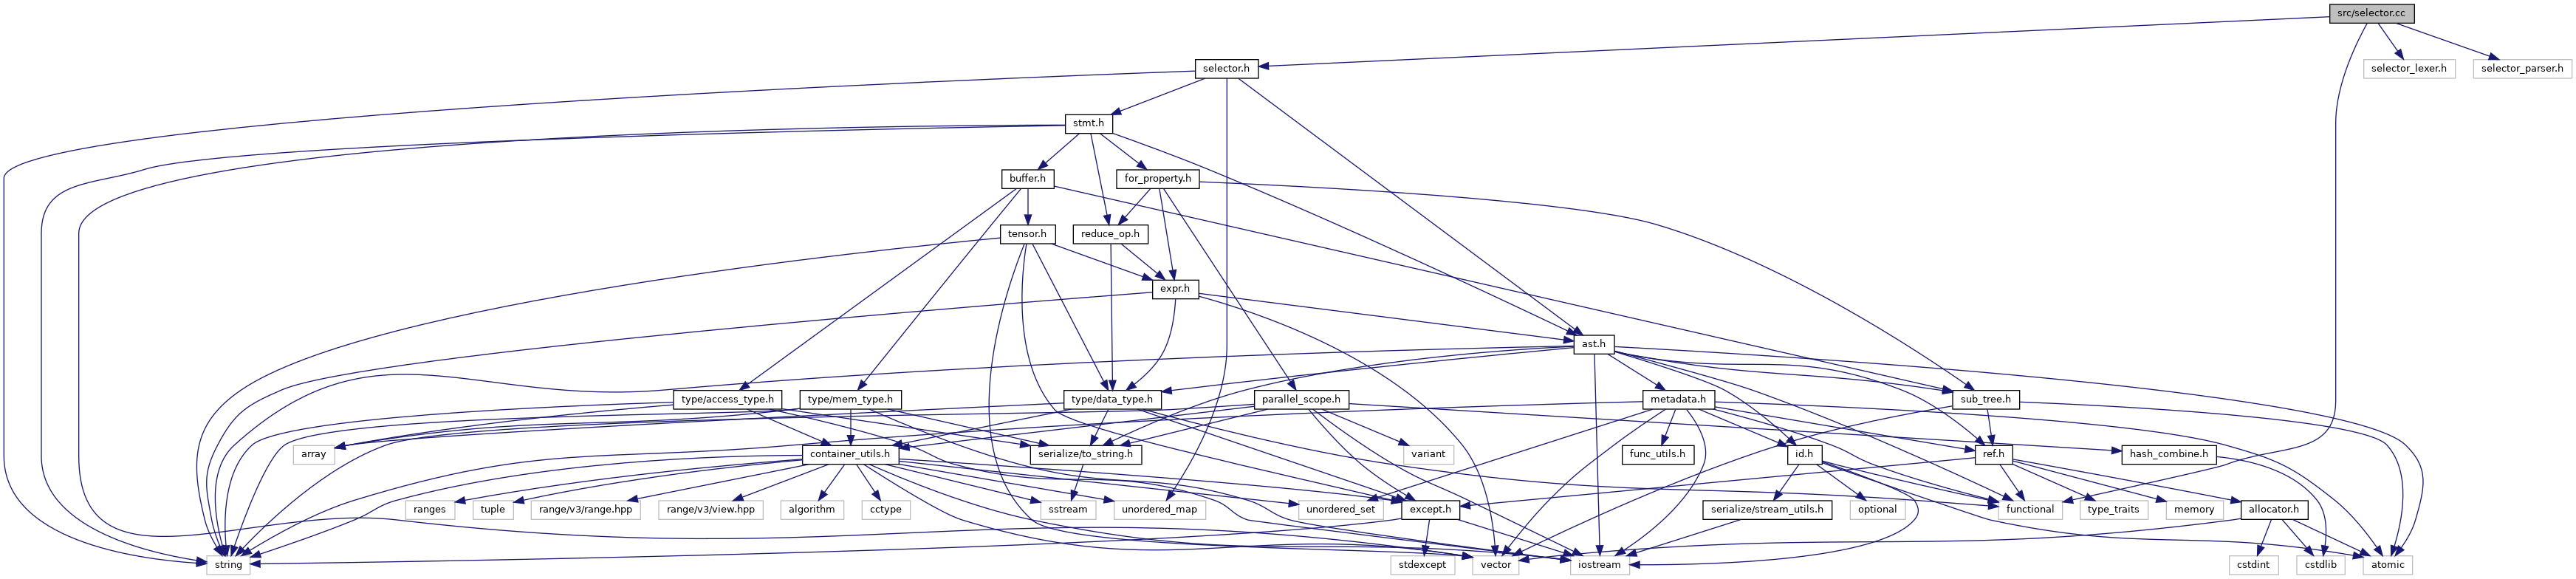 src/selector.cc
selector.h
selector_lexer.h
selector_parser.h
stmt.h
buffer.h
for_property.h
tensor.h
reduce_op.h
expr.h
ast.h
type/access_type.h
type/mem_type.h
type/data_type.h
parallel_scope.h
metadata.h
sub_tree.h
array
container_utils.h
serialize/to_string.h
variant
func_utils.h
id.h
ref.h
hash_combine.h
ranges
tuple
range/v3/range.hpp
range/v3/view.hpp
algorithm
cctype
sstream
unordered_map
unordered_set
except.h
serialize/stream_utils.h
optional
functional
type_traits
memory
allocator.h
string
stdexcept
vector
iostream
cstdint
cstdlib
atomic